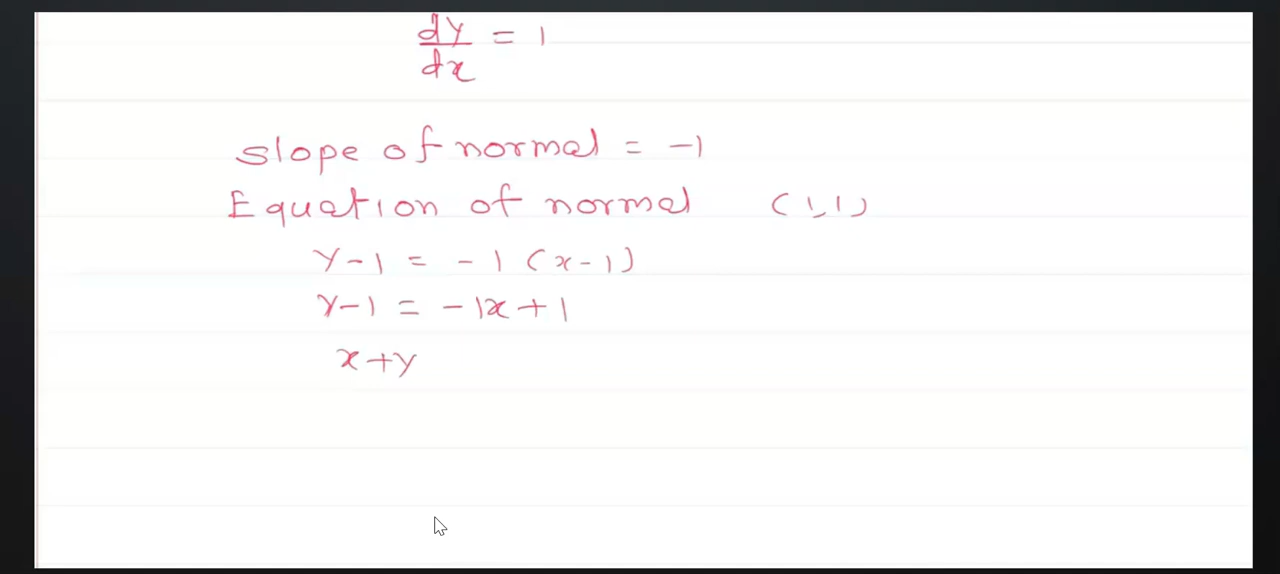 dy/dx = 1
slope of normal = -1
Equation of normal (1,1)
y-1 = -1(x-1)
y-1 = -1x+1
x+y